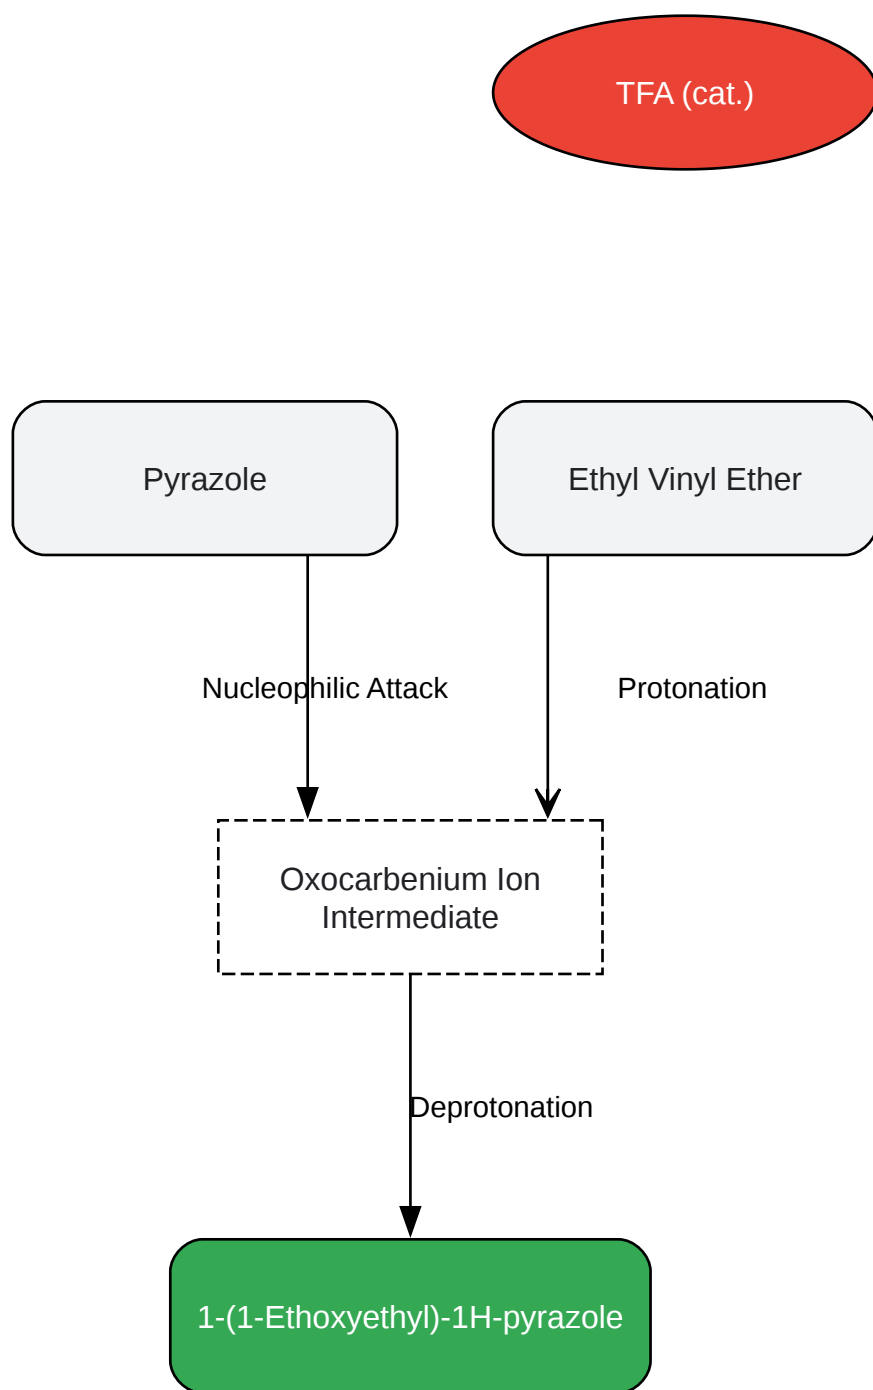 TFA (cat.)
Pyrazole
Ethyl Vinyl Ether
Nucleophilic Attack
Protonation
Oxocarbenium Ion
Intermediate
Deprotonation
1-(1-Ethoxyethyl)-1H-pyrazole